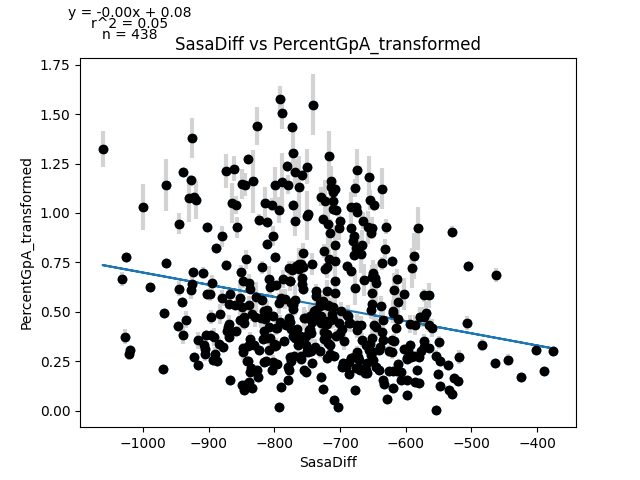 y = -0.00x + 0.08
r^2 = 0.05
n = 438
SasaDiff vs PercentGpA_transformed
1.75
1.50
1.25
1.00
0.75
0.50
0.25
0.00
PercentGpA_transformed
−1000 −900 −800 −700 −600 −500 −400
SasaDiff